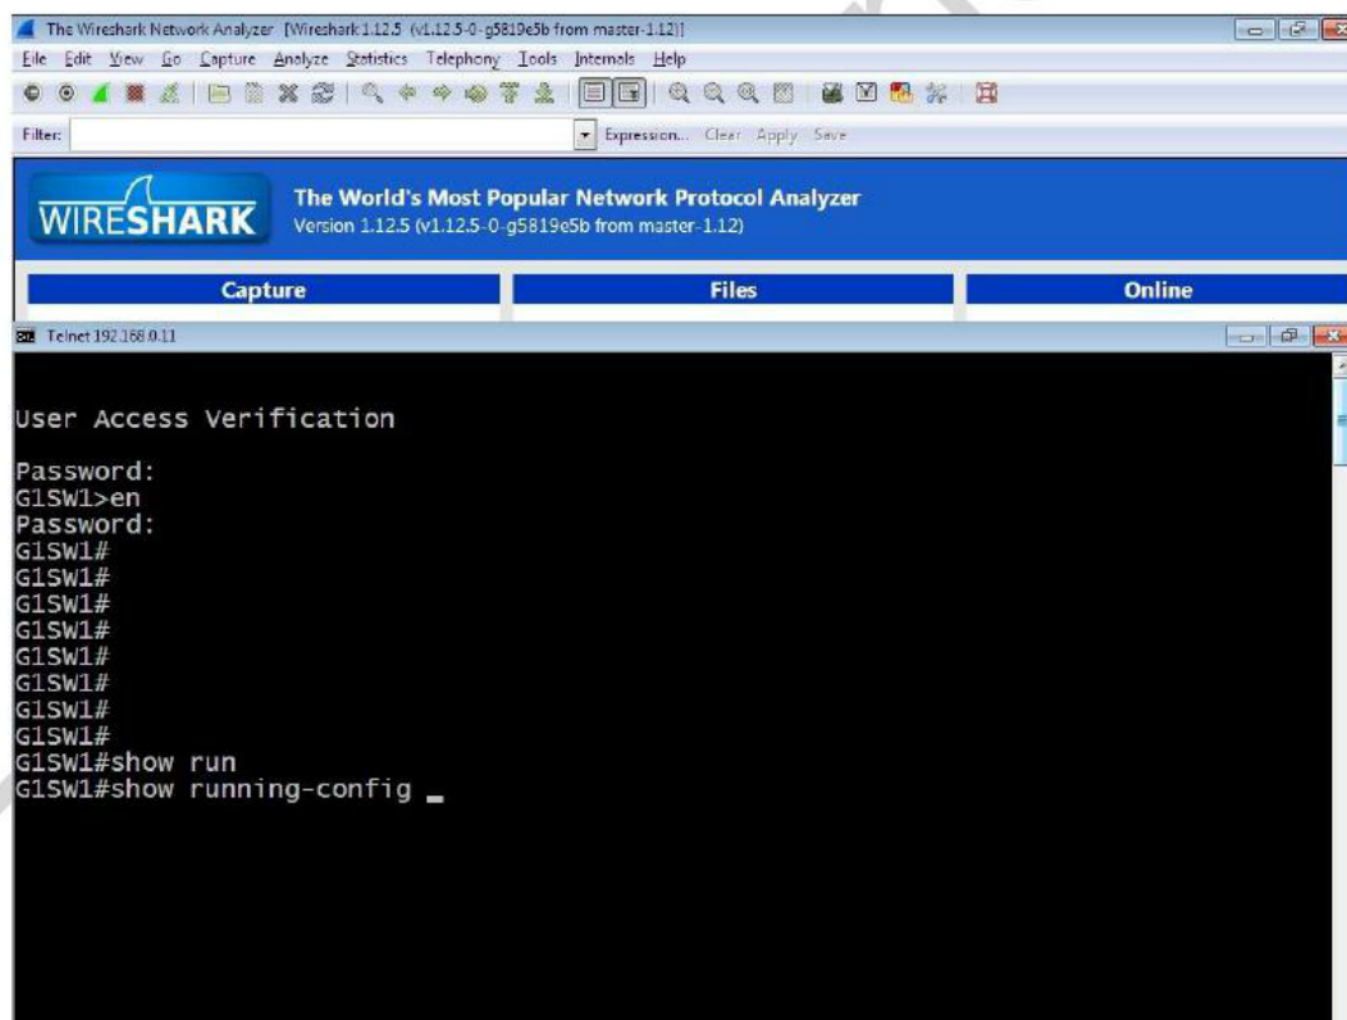 The Wireshark Network Analyzer [Wireshark 1.12.5 (v1.12.5-0-g5819e5b from master-1.12)]
File Edit View Go Capture Analyze Statistics Telephony Tools Internals Help
Filter: Expression... Clear Apply Save
WIRESHARK
The World's Most Popular Network Protocol Analyzer
Version 1.12.5 (v1.12.5-0-g5819e5b from master-1.12)
Capture Files Online
Telnet 192.168.0.11
User Access Verification
Password:
G1SW1>en
Password:
G1SW1#
G1SW1#
G1SW1#
G1SW1#
G1SW1#
G1SW1#
G1SW1#
G1SW1#
G1SW1#show run
G1SW1#show running-config _